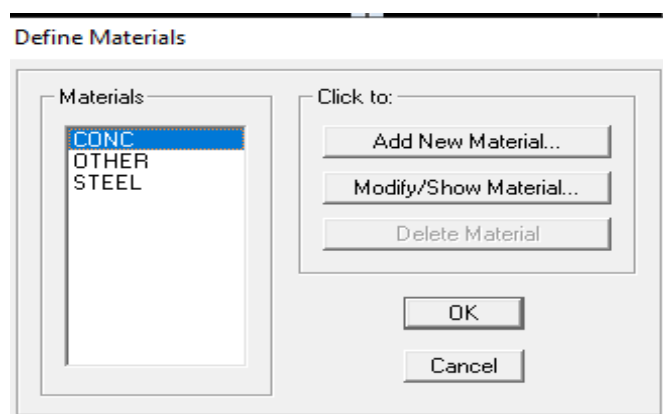 Define Materials
Materials
CONC
OTHER
STEEL
Click to:
Add New Material...
Modify/Show Material...
Delete Material
OK
Cancel